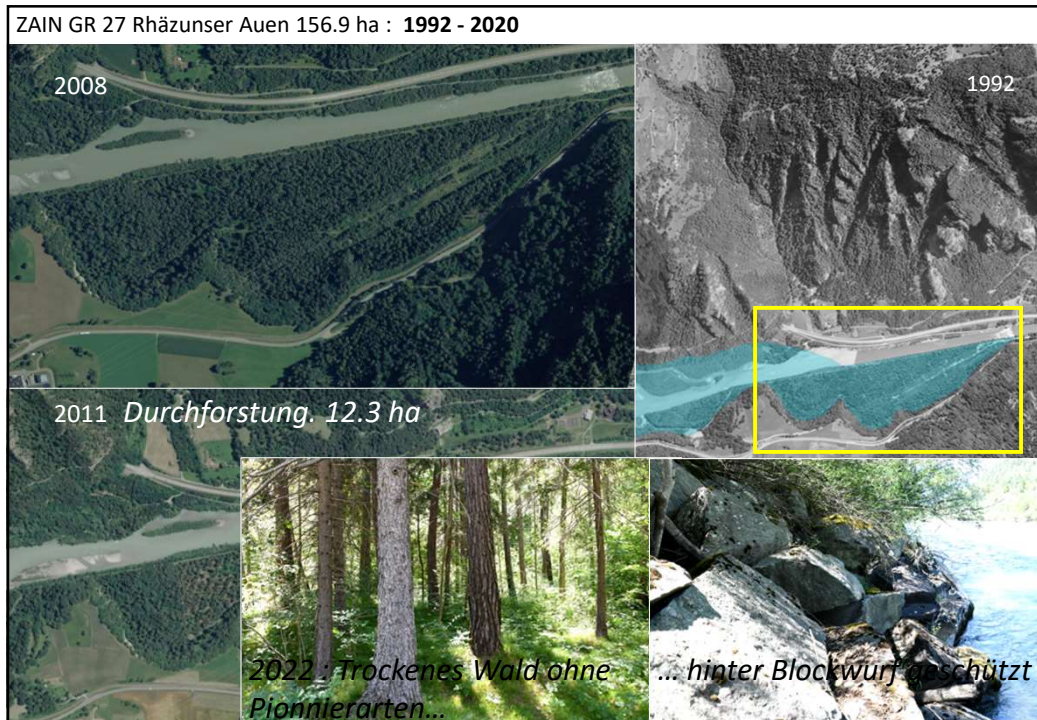 ZAIN GR 27 Rhäzunser Auen 156.9 ha : 1992 - 2020
2008
1992
2011 Durchforstung. 12.3 ha
2022 : Trockenes Wald ohne
Pionnierarten...
... hinter Blockwurf geschützt